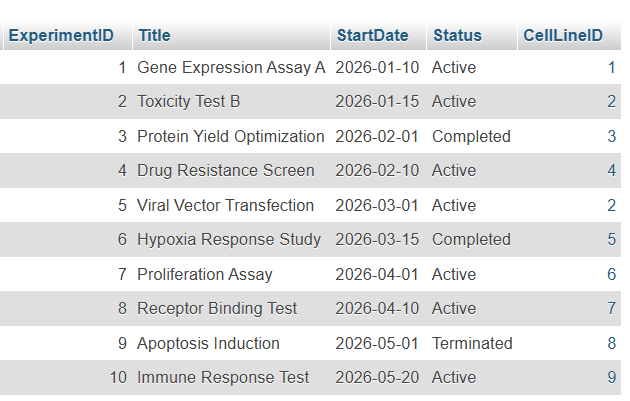 ExperimentID Title StartDate Status CellLineID
1 Gene Expression Assay A 2026-01-10 Active 1
2 Toxicity Test B 2026-01-15 Active 2
3 Protein Yield Optimization 2026-02-01 Completed 3
4 Drug Resistance Screen 2026-02-10 Active 4
5 Viral Vector Transfection 2026-03-01 Active 2
6 Hypoxia Response Study 2026-03-15 Completed 5
7 Proliferation Assay 2026-04-01 Active 6
8 Receptor Binding Test 2026-04-10 Active 7
9 Apoptosis Induction 2026-05-01 Terminated 8
10 Immune Response Test 2026-05-20 Active 9